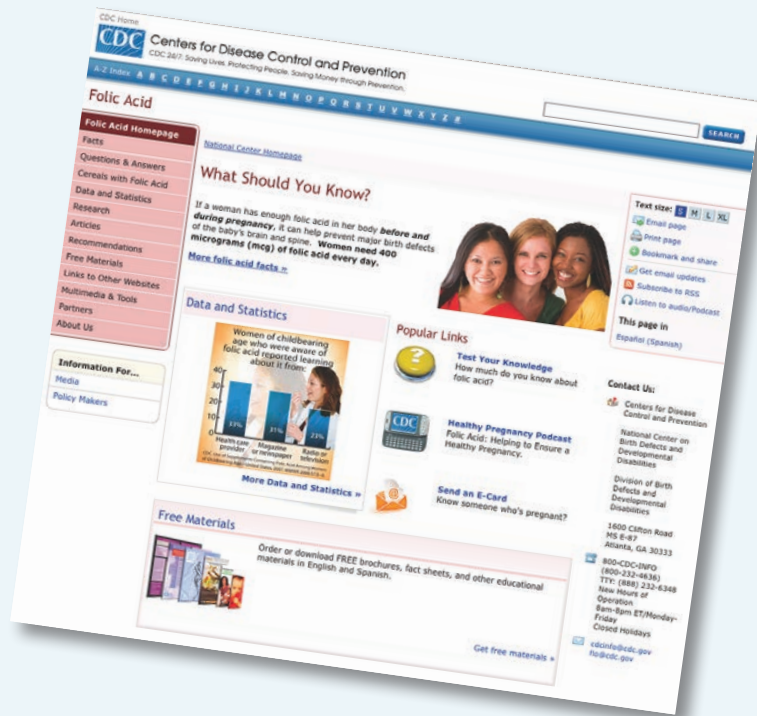 CDC Home
CDC
Centers for Disease Control and Prevention
CDC 24/7: Saving Lives. Protecting People. Saving Money through Prevention.
A-Z Index A B C D E F G H I J K L M N O P Q R S T U V W X Y Z #
SEARCH
Folic Acid
Folic Acid Homepage
Facts
Questions & Answers
Cereals with Folic Acid
Data and Statistics
Research
Articles
Recommendations
Free Materials
Links to Other Websites
Multimedia & Tools
Partners
About Us
Information For...
Media
Policy Makers
National Center Homepage
What Should You Know?
If a woman has enough folic acid in her body before and
during pregnancy, it can help prevent major birth defects
of the baby's brain and spine. Women need 400
micrograms (mcg) of folic acid every day.
More folic acid facts »
Data and Statistics
Women of childbearing
age who were aware of
folic acid reported learning
about it from:
40
30
20
10
0
33%
31%
23%
Health care
provider
Magazine
or newspaper
Radio or
television
More Data and Statistics »
Popular Links
?
Test Your Knowledge
How much do you know about
folic acid?
CDC
Healthy Pregnancy Podcast
Folic Acid: Helping to Ensure a
Healthy Pregnancy.
Send an E-Card
Know someone who's pregnant?
Free Materials
Order or download FREE brochures, fact sheets, and other educational
materials in English and Spanish.
Get free materials »
Text size: S M L XL
Email page
Print page
Bookmark and share
Get email updates
Subscribe to RSS
Listen to audio/Podcast
This page in
Español (Spanish)
Contact Us:
Centers for Disease
Control and Prevention
National Center on
Birth Defects and
Developmental
Disabilities
Division of Birth
Defects and
Developmental
Disabilities
1600 Clifton Road
MS E-87
Atlanta, GA 30333
800-CDC-INFO
(800-232-4636)
TTY: (888) 232-6348
New Hours of
Operation
8am-8pm ET/Monday-
Friday
Closed Holidays
cdcinfo@cdc.gov
flo@cdc.gov